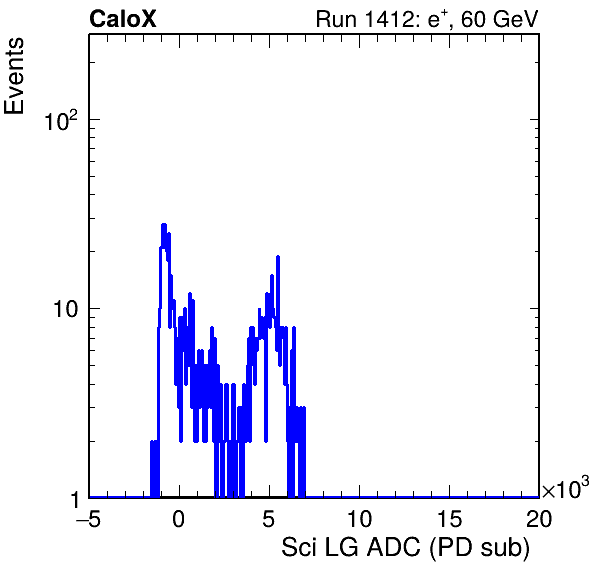 CaloX Run 1412: e⁺, 60 GeV
Events
10²
10
1
−5 0 5 10 15 20 ×10³
Sci LG ADC (PD sub)